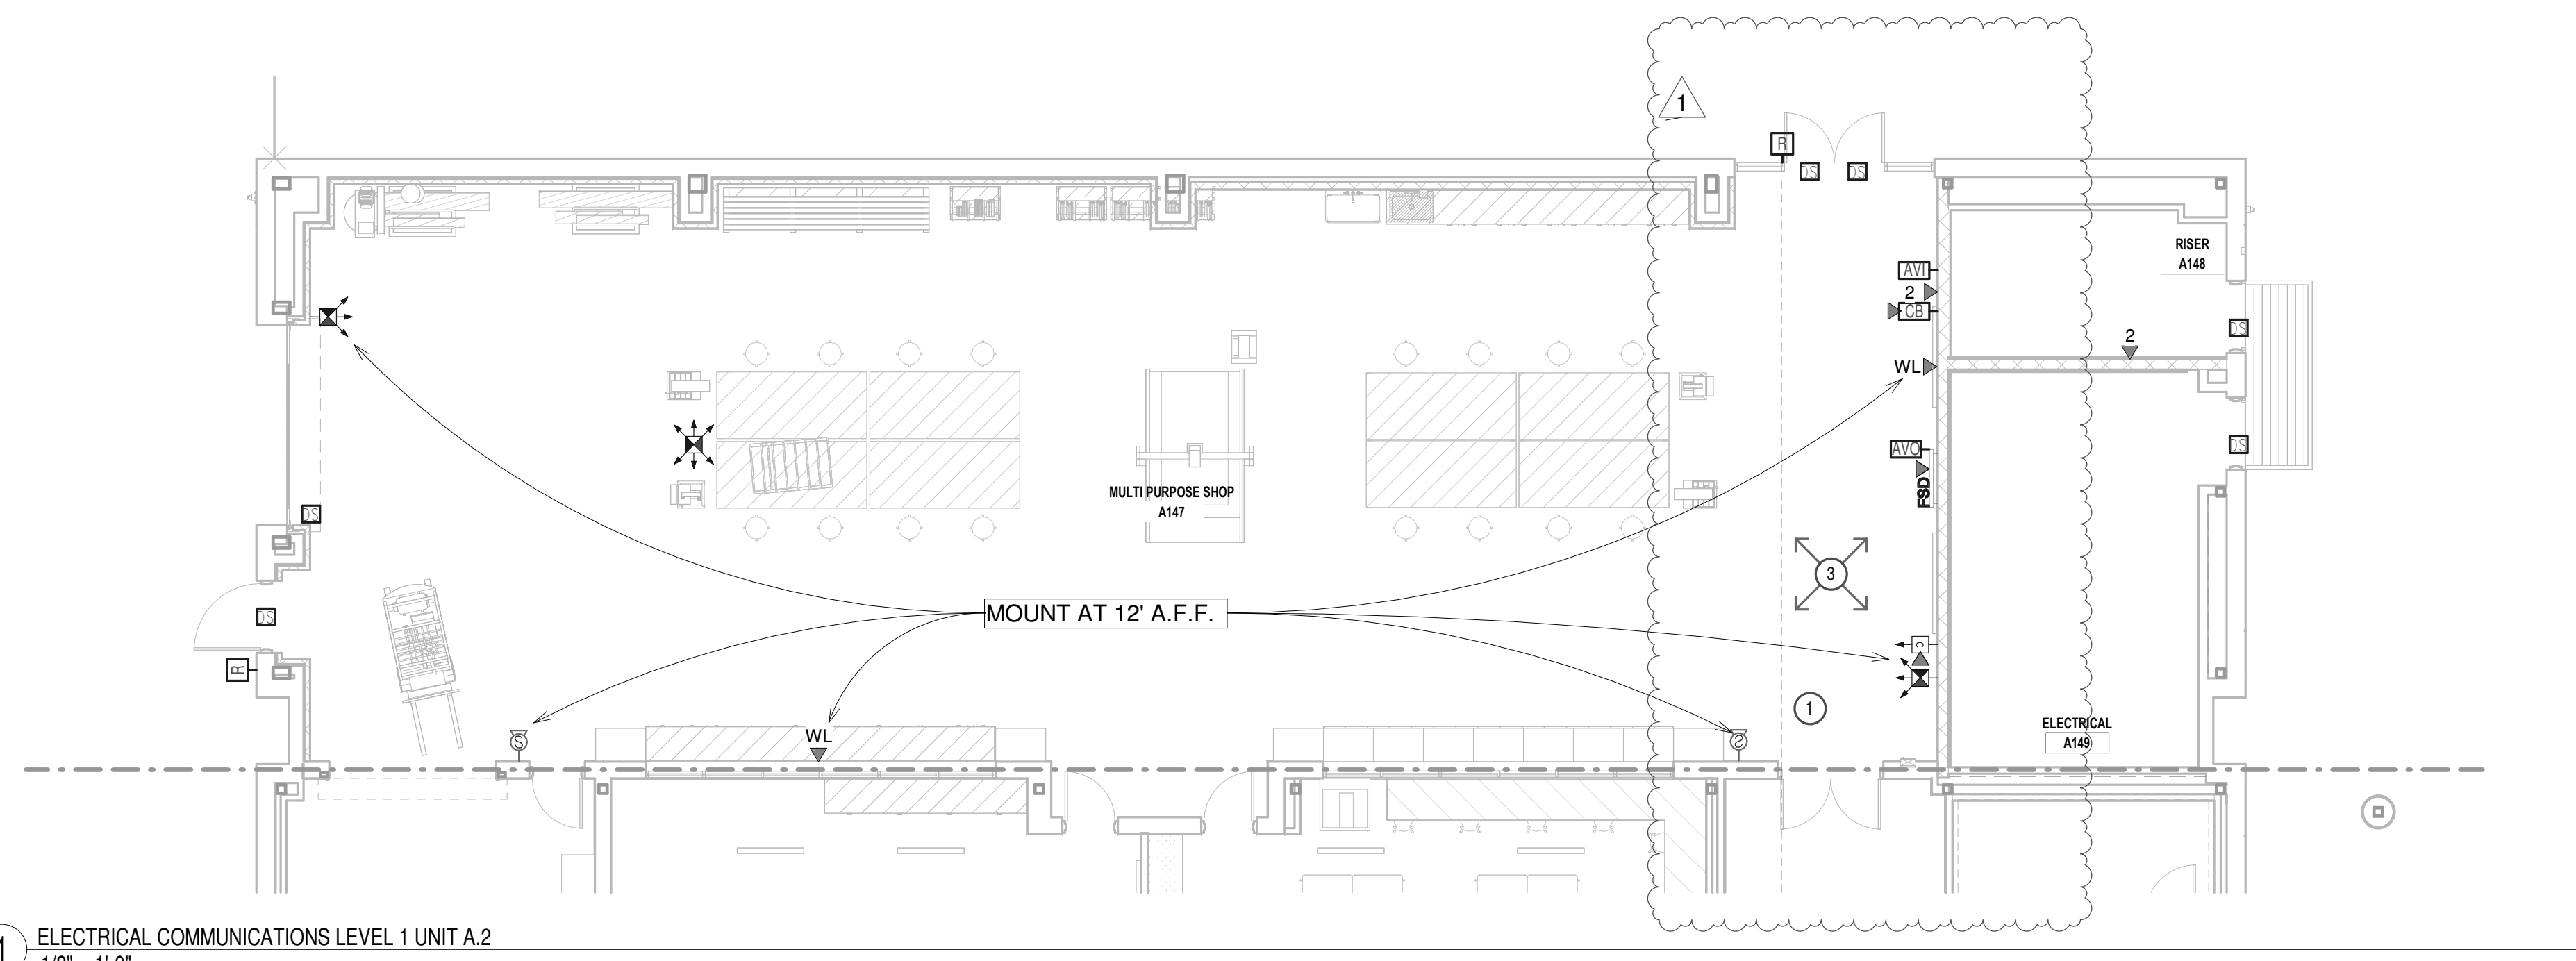 1
R
DS DS
RISER
A148
AVI
2
CB
DS
2
WL
AVO
DS
FSD
MULTI PURPOSE SHOP
A147
DS
3
MOUNT AT 12' A.F.F.
DS
C
R
1
ELECTRICAL
A149
S
WL
S
1
ELECTRICAL COMMUNICATIONS LEVEL 1 UNIT A.2